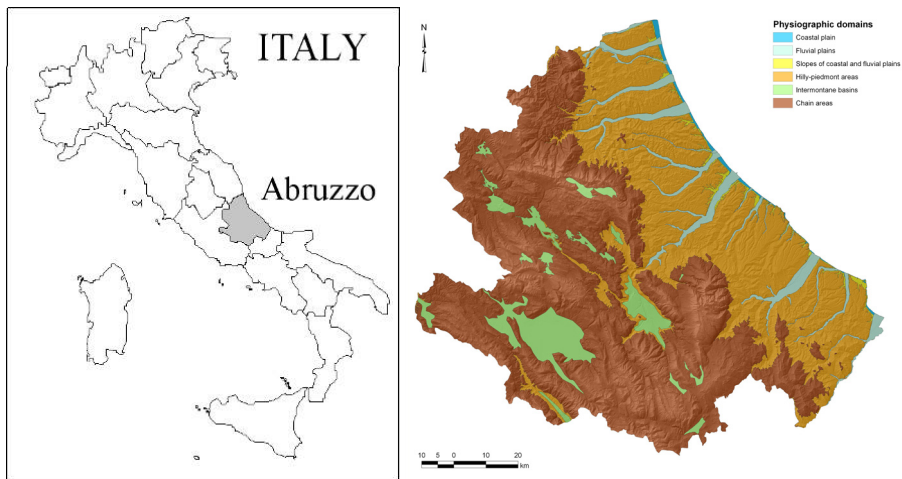 ITALY
Abruzzo
N
Physiographic domains
Coastal plain
Fluvial plains
Slopes of coastal and fluvial plains
Hilly-piedmont areas
Intermontane basins
Chain areas
10 5 0 10 20
km